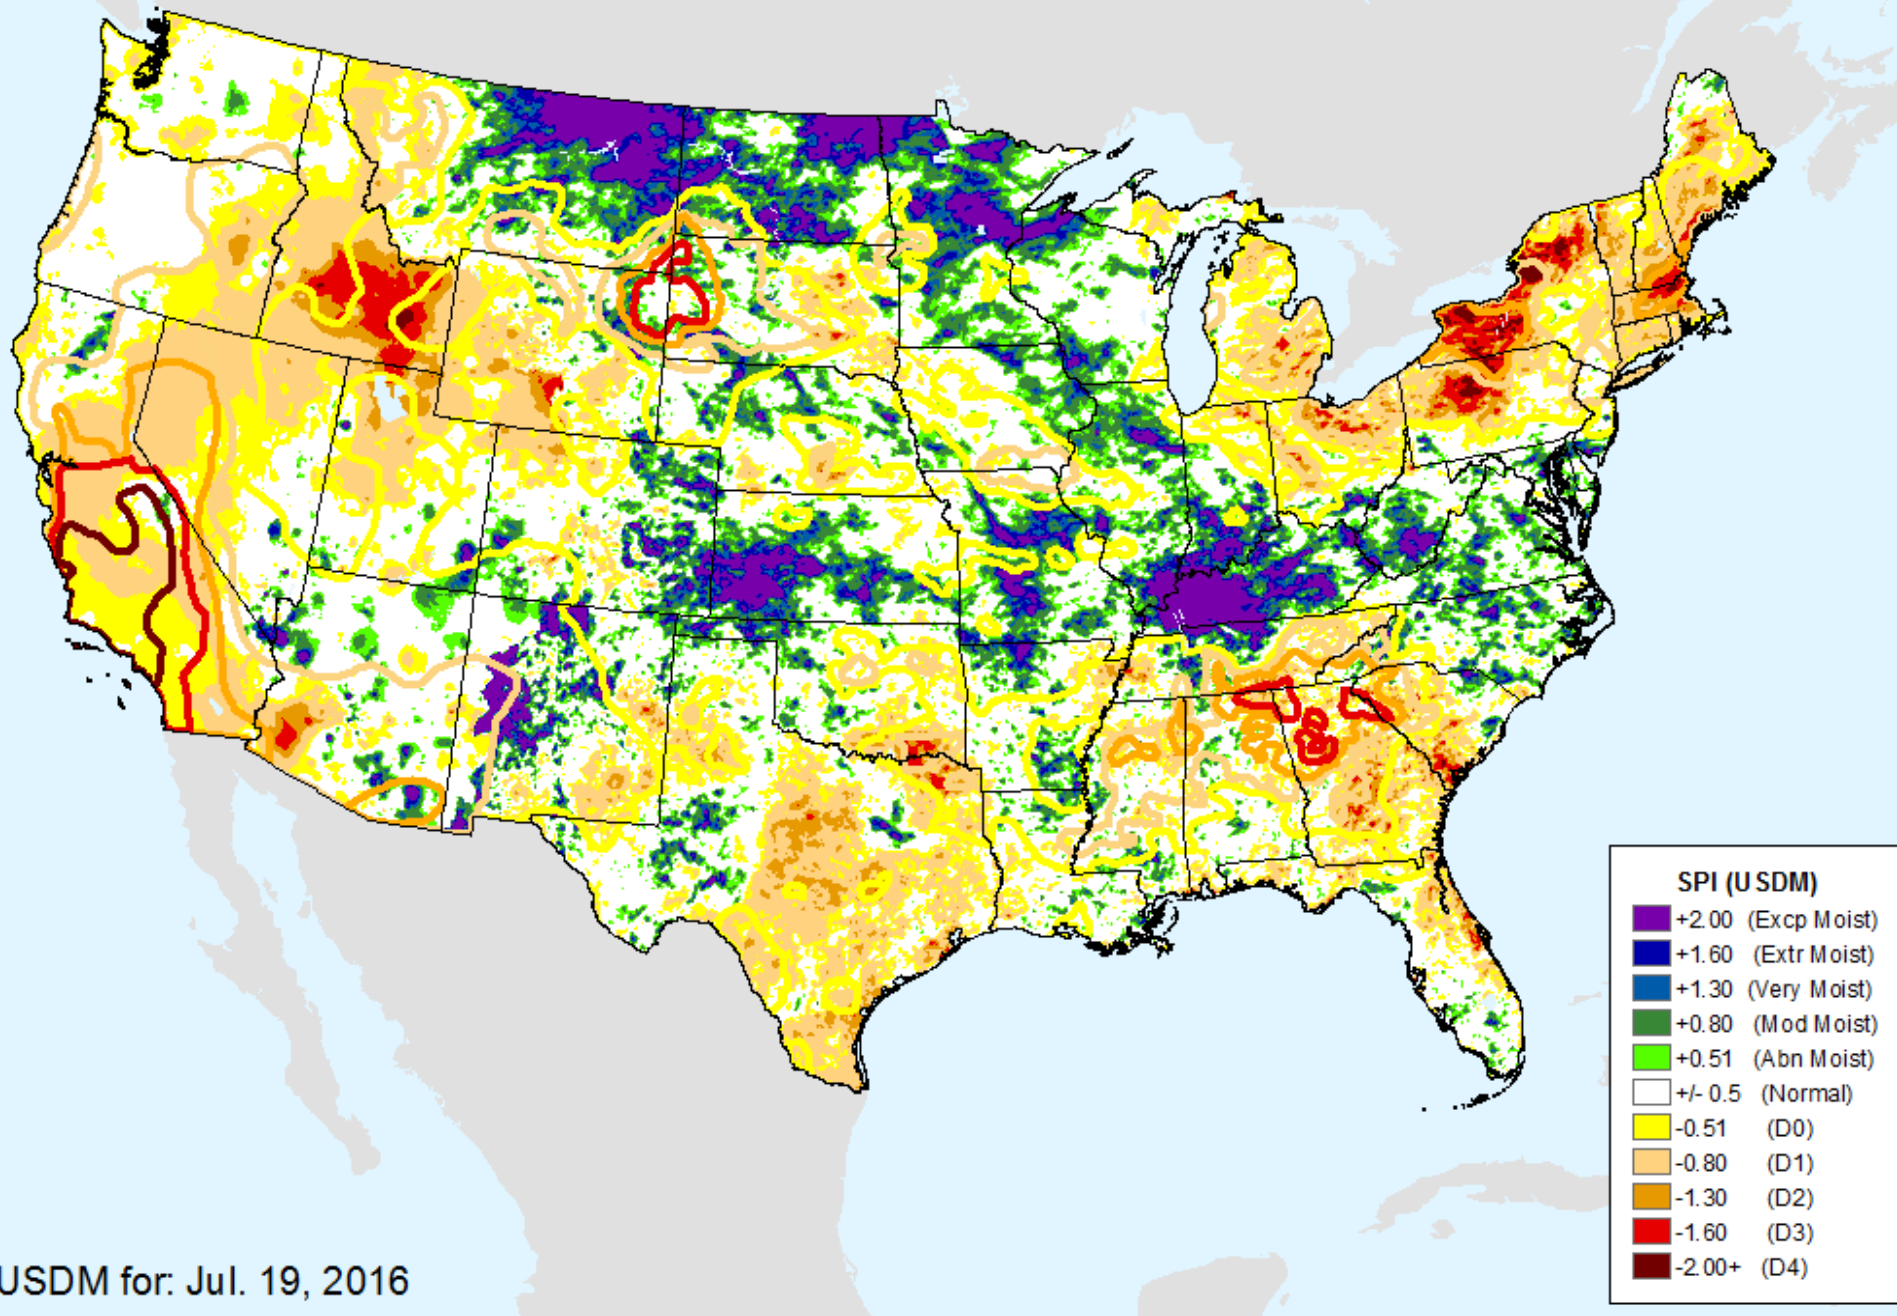 SPI (USDM)
+2.00 (Excp Moist)
+1.60 (Extr Moist)
+1.30 (Very Moist)
+0.80 (Mod Moist)
+0.51 (Abn Moist)
+/- 0.5 (Normal)
-0.51 (D0)
-0.80 (D1)
-1.30 (D2)
-1.60 (D3)
-2.00+ (D4)
USDM for: Jul. 19, 2016